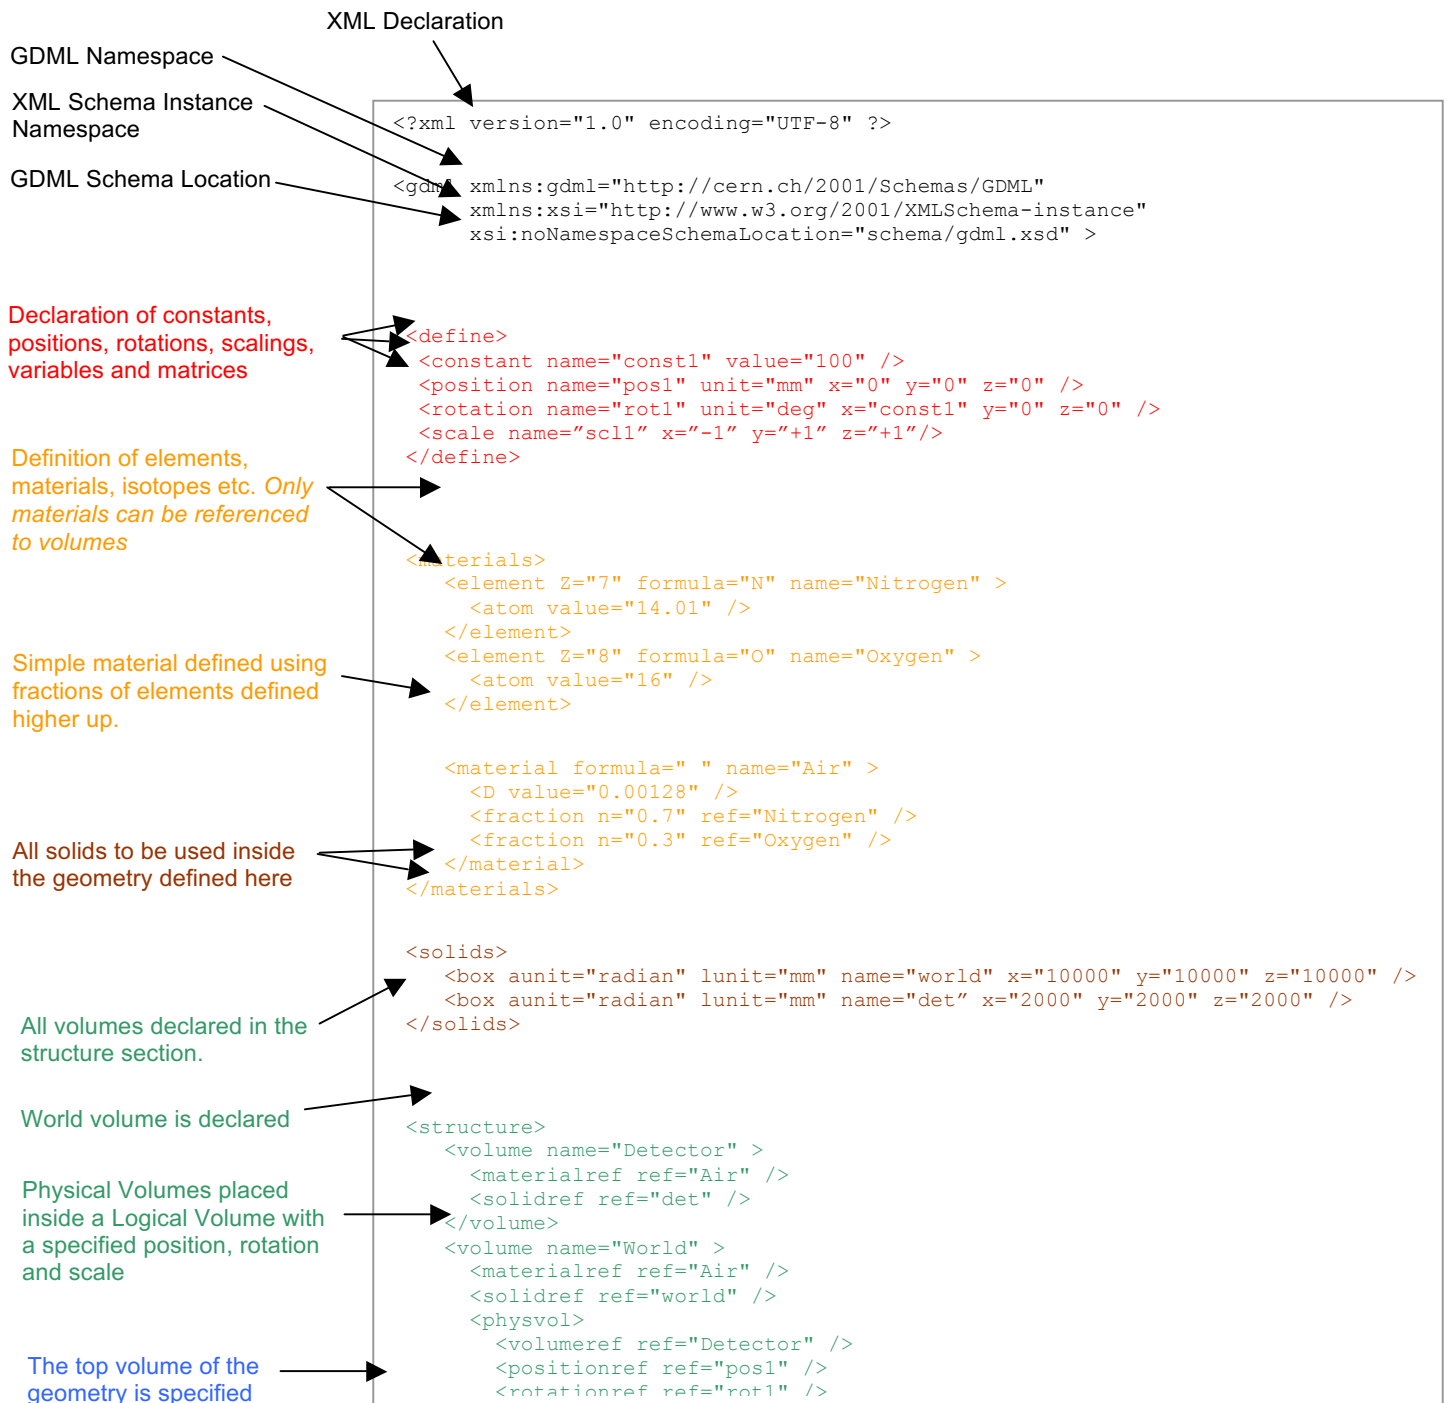 XML Declaration
GDML Namespace
XML Schema Instance
Namespace
GDML Schema Location
<?xml version="1.0" encoding="UTF-8" ?>
<gdml xmlns:gdml="http://cern.ch/2001/Schemas/GDML"
xmlns:xsi="http://www.w3.org/2001/XMLSchema-instance"
xsi:noNamespaceSchemaLocation="schema/gdml.xsd" >
Declaration of constants,
positions, rotations, scalings,
variables and matrices
<define>
<constant name="const1" value="100" />
<position name="pos1" unit="mm" x="0" y="0" z="0" />
<rotation name="rot1" unit="deg" x="const1" y="0" z="0" />
<scale name=”scl1” x=”-1” y=”+1” z=”+1”/>
</define>
Definition of elements,
materials, isotopes etc. Only
materials can be referenced
to volumes
<materials>
<element Z="7" formula="N" name="Nitrogen" >
<atom value="14.01" />
</element>
<element Z="8" formula="O" name="Oxygen" >
<atom value="16" />
</element>
Simple material defined using
fractions of elements defined
higher up.
<material formula=" " name="Air" >
<D value="0.00128" />
<fraction n="0.7" ref="Nitrogen" />
<fraction n="0.3" ref="Oxygen" />
</material>
</materials>
All solids to be used inside
the geometry defined here
<solids>
<box aunit="radian" lunit="mm" name="world" x="10000" y="10000" z="10000" />
<box aunit="radian" lunit="mm" name="det” x="2000" y="2000" z="2000" />
</solids>
All volumes declared in the
structure section.
World volume is declared
<structure>
<volume name="Detector" >
<materialref ref="Air" />
<solidref ref="det" />
</volume>
<volume name="World" >
<materialref ref="Air" />
<solidref ref="world" />
<physvol>
<volumeref ref="Detector" />
<positionref ref="pos1" />
<rotationref ref="rot1" />
Physical Volumes placed
inside a Logical Volume with
a specified position, rotation
and scale
The top volume of the
geometry is specified